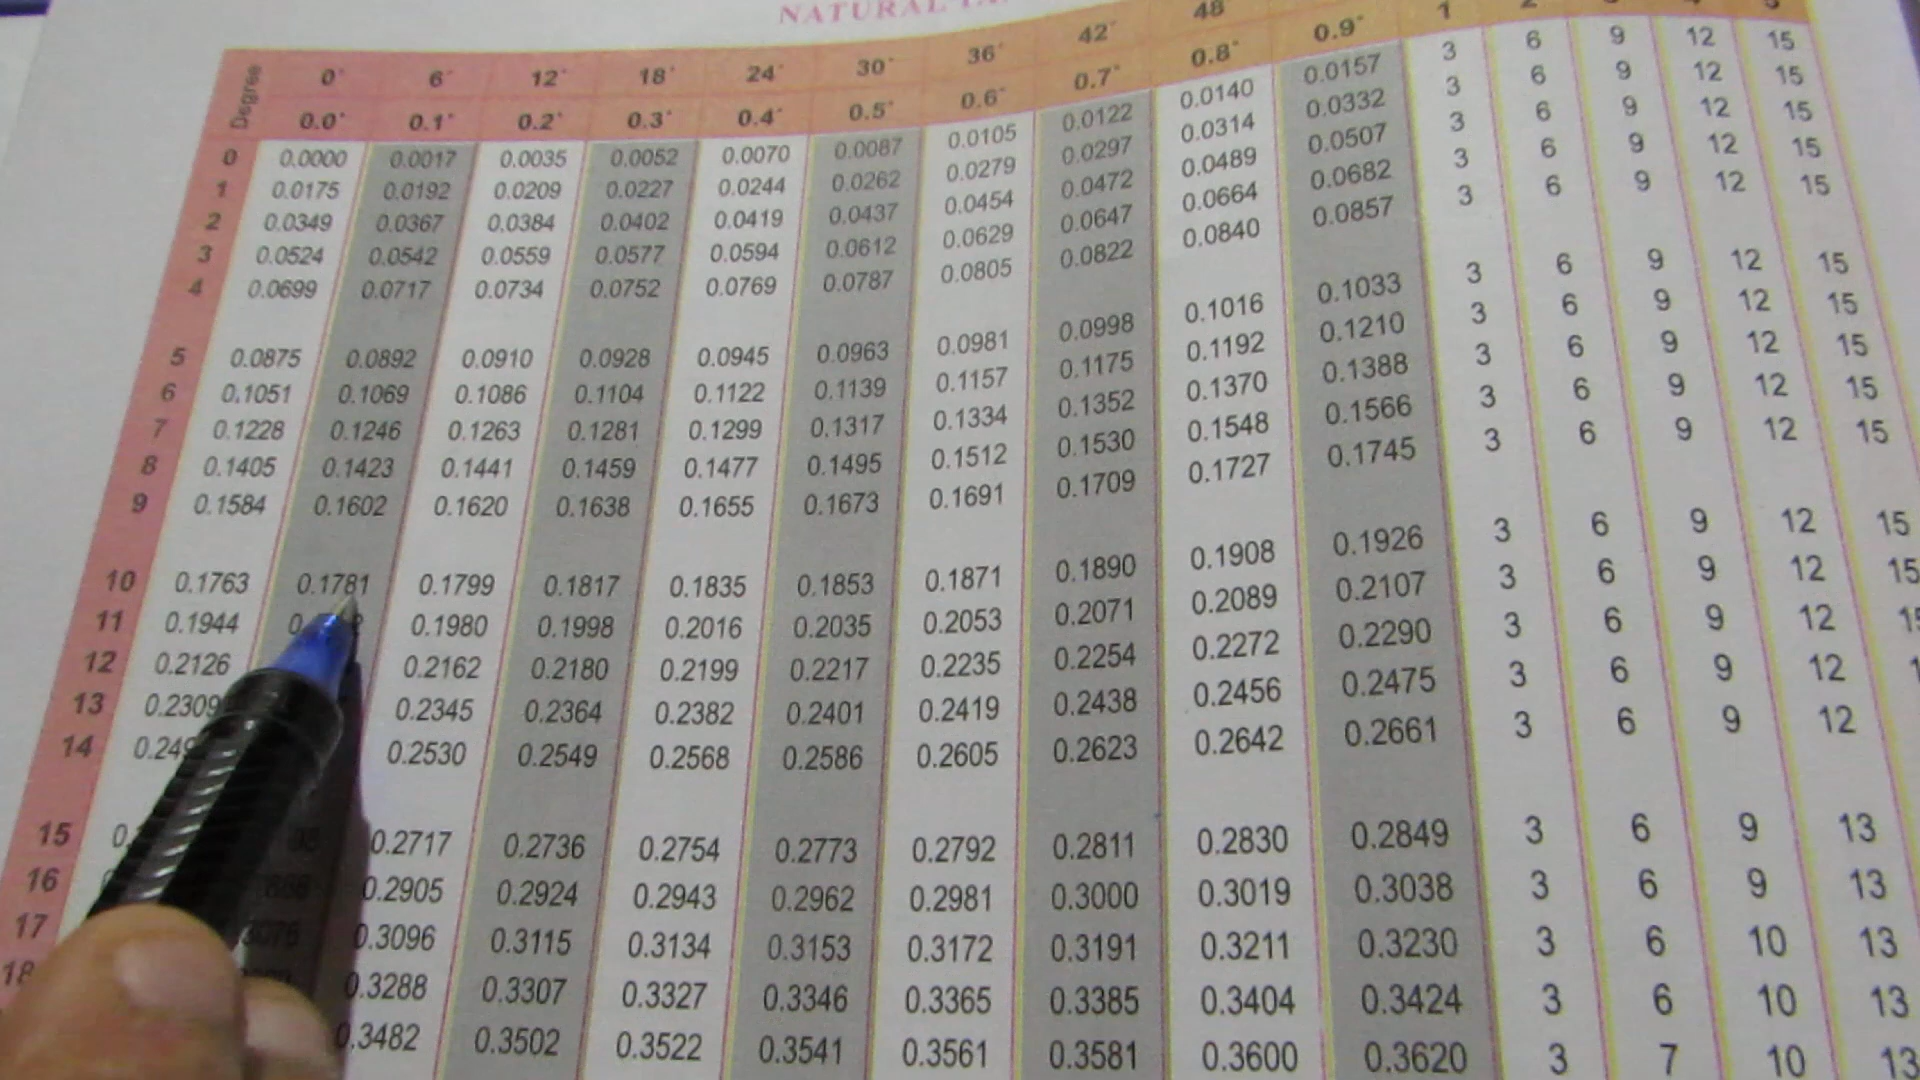 NATURAL
Degree 0' 6' 12' 18' 24' 30' 36' 42' 48
0.0° 0.1° 0.2° 0.3° 0.4° 0.5° 0.6° 0.7° 0.8° 0.9° 1
0 0.0000 0.0017 0.0035 0.0052 0.0070 0.0087 0.0105 0.0122 0.0140 0.0157 3 6 9 12 15
1 0.0175 0.0192 0.0209 0.0227 0.0244 0.0262 0.0279 0.0297 0.0314 0.0332 3 6 9 12 15
2 0.0349 0.0367 0.0384 0.0402 0.0419 0.0437 0.0454 0.0472 0.0489 0.0507 3 6 9 12 15
3 0.0524 0.0542 0.0559 0.0577 0.0594 0.0612 0.0629 0.0647 0.0664 0.0682 3 6 9 12 15
4 0.0699 0.0717 0.0734 0.0752 0.0769 0.0787 0.0805 0.0822 0.0840 0.0857 3 6 9 12 15
5 0.0875 0.0892 0.0910 0.0928 0.0945 0.0963 0.0981 0.0998 0.1016 0.1033 3 6 9 12 15
6 0.1051 0.1069 0.1086 0.1104 0.1122 0.1139 0.1157 0.1175 0.1192 0.1210 3 6 9 12 15
7 0.1228 0.1246 0.1263 0.1281 0.1299 0.1317 0.1334 0.1352 0.1370 0.1388 3 6 9 12 15
8 0.1405 0.1423 0.1441 0.1459 0.1477 0.1495 0.1512 0.1530 0.1548 0.1566 3 6 9 12 15
9 0.1584 0.1602 0.1620 0.1638 0.1655 0.1673 0.1691 0.1709 0.1727 0.1745 3 6 9 12 15
10 0.1763 0.1781 0.1799 0.1817 0.1835 0.1853 0.1871 0.1890 0.1908 0.1926 3 6 9 12 15
11 0.1944 0.1980 0.1998 0.2016 0.2035 0.2053 0.2071 0.2089 0.2107 3 6 9 12 15
12 0.2126 0.2162 0.2180 0.2199 0.2217 0.2235 0.2254 0.2272 0.2290 3 6 9 12
13 0.2309 0.2345 0.2364 0.2382 0.2401 0.2419 0.2438 0.2456 0.2475 3 6 9 12
14 0.2530 0.2549 0.2568 0.2586 0.2605 0.2623 0.2642 0.2661 3 6 9 12
15 0.2717 0.2736 0.2754 0.2773 0.2792 0.2811 0.2830 0.2849 3 6 9 13
16 0.2905 0.2924 0.2943 0.2962 0.2981 0.3000 0.3019 0.3038 3 6 9 13
17 0.3096 0.3115 0.3134 0.3153 0.3172 0.3191 0.3211 0.3230 3 6 10 13
18 0.3288 0.3307 0.3327 0.3346 0.3365 0.3385 0.3404 0.3424 3 6 10 13
0.3482 0.3502 0.3522 0.3541 0.3561 0.3581 0.3600 0.3620 3 7 10 13